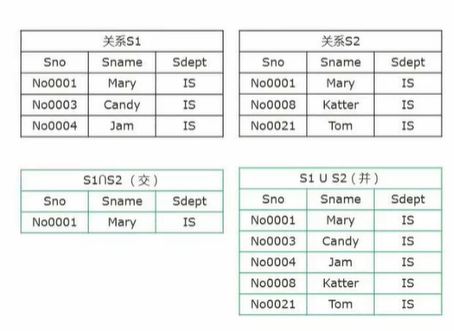 关系S1
Sno Sname Sdept
No0001 Mary IS
No0003 Candy IS
No0004 Jam IS
关系S2
Sno Sname Sdept
No0001 Mary IS
No0008 Katter IS
No0021 Tom IS
S1∩S2 （交）
Sno Sname Sdept
No0001 Mary IS
S1 U S2（并）
Sno Sname Sdept
No0001 Mary IS
No0003 Candy IS
No0004 Jam IS
No0008 Katter IS
No0021 Tom IS